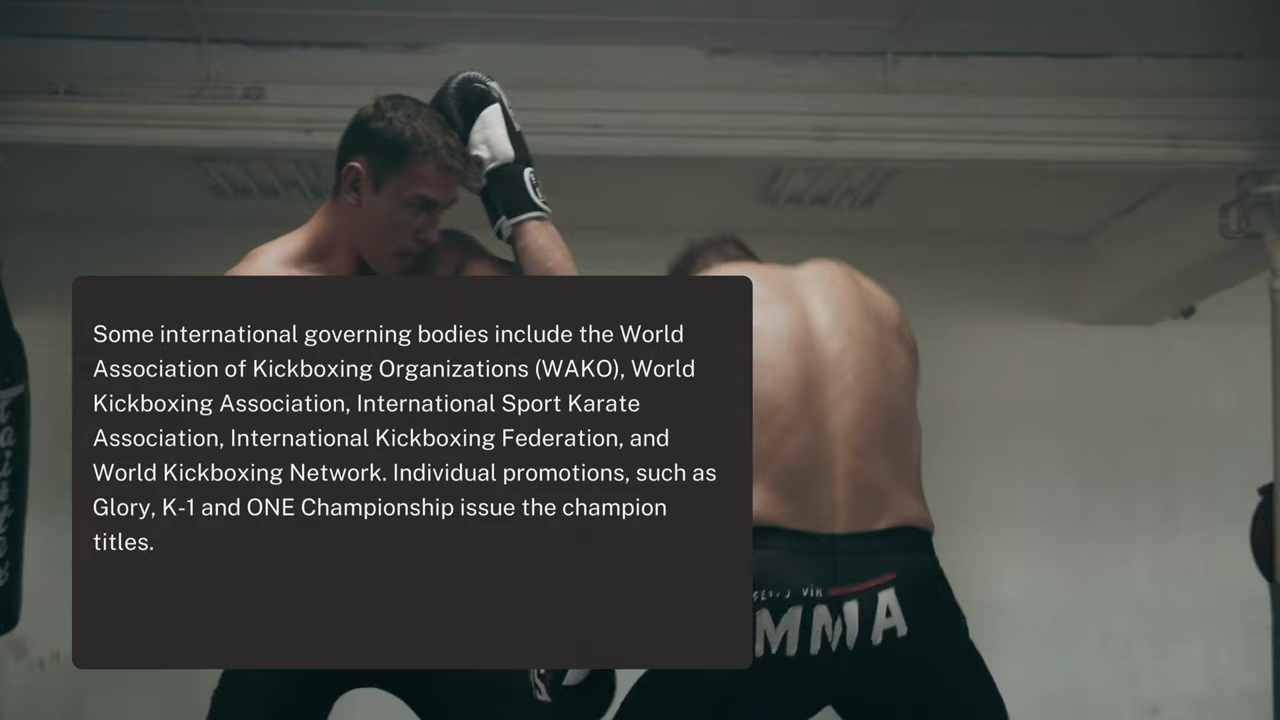 Some international governing bodies include the World
Association of Kickboxing Organizations (WAKO), World
Kickboxing Association, International Sport Karate
Association, International Kickboxing Federation, and
World Kickboxing Network. Individual promotions, such as
Glory, K-1 and ONE Championship issue the champion
titles.
MMA